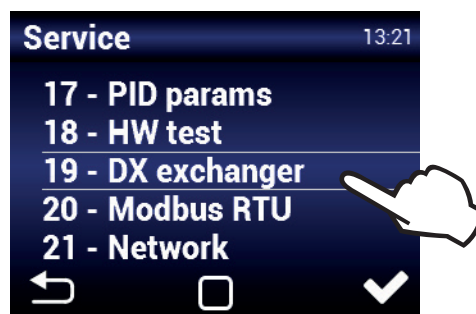 Service 13:21
17 - PID params
18 - HW test
19 - DX exchanger
20 - Modbus RTU
21 - Network